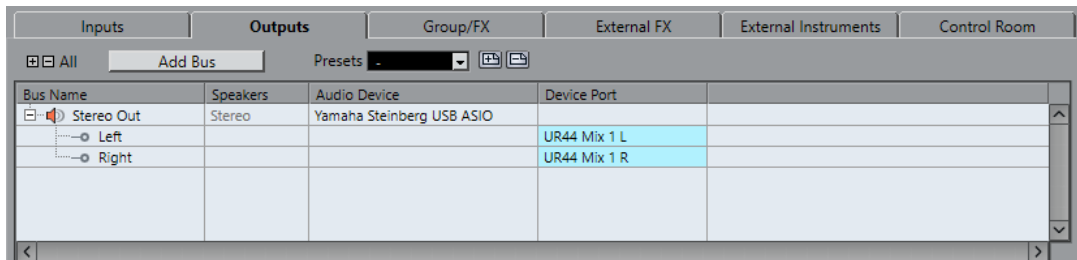 Inputs Outputs Group/FX External FX External Instruments Control Room
All Add Bus Presets -
Bus Name Speakers Audio Device Device Port
Stereo Out Stereo Yamaha Steinberg USB ASIO
Left UR44 Mix 1 L
Right UR44 Mix 1 R